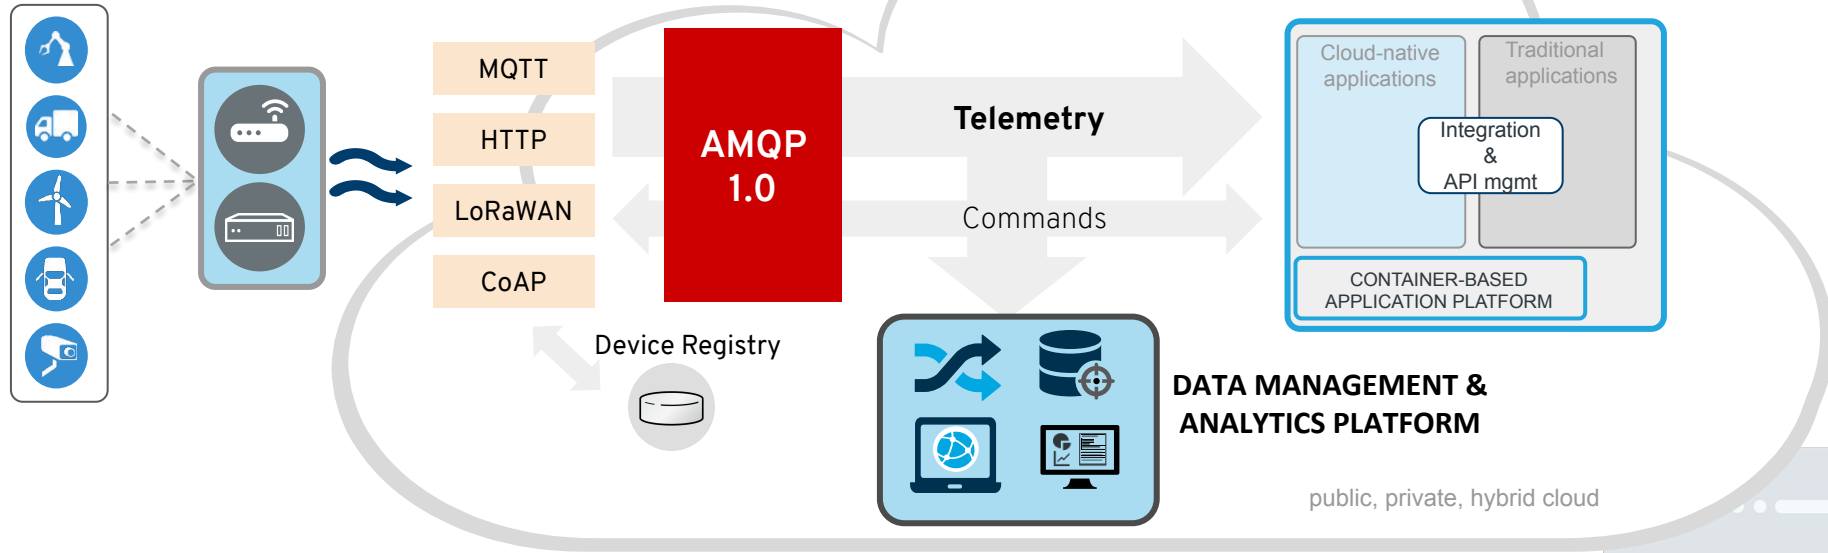 MQTT
HTTP
LoRaWAN
CoAP
AMQP
1.0
Telemetry
Commands
Device Registry
Cloud-native
applications
Traditional
applications
Integration
&
API mgmt
CONTAINER-BASED
APPLICATION PLATFORM
DATA MANAGEMENT &
ANALYTICS PLATFORM
public, private, hybrid cloud